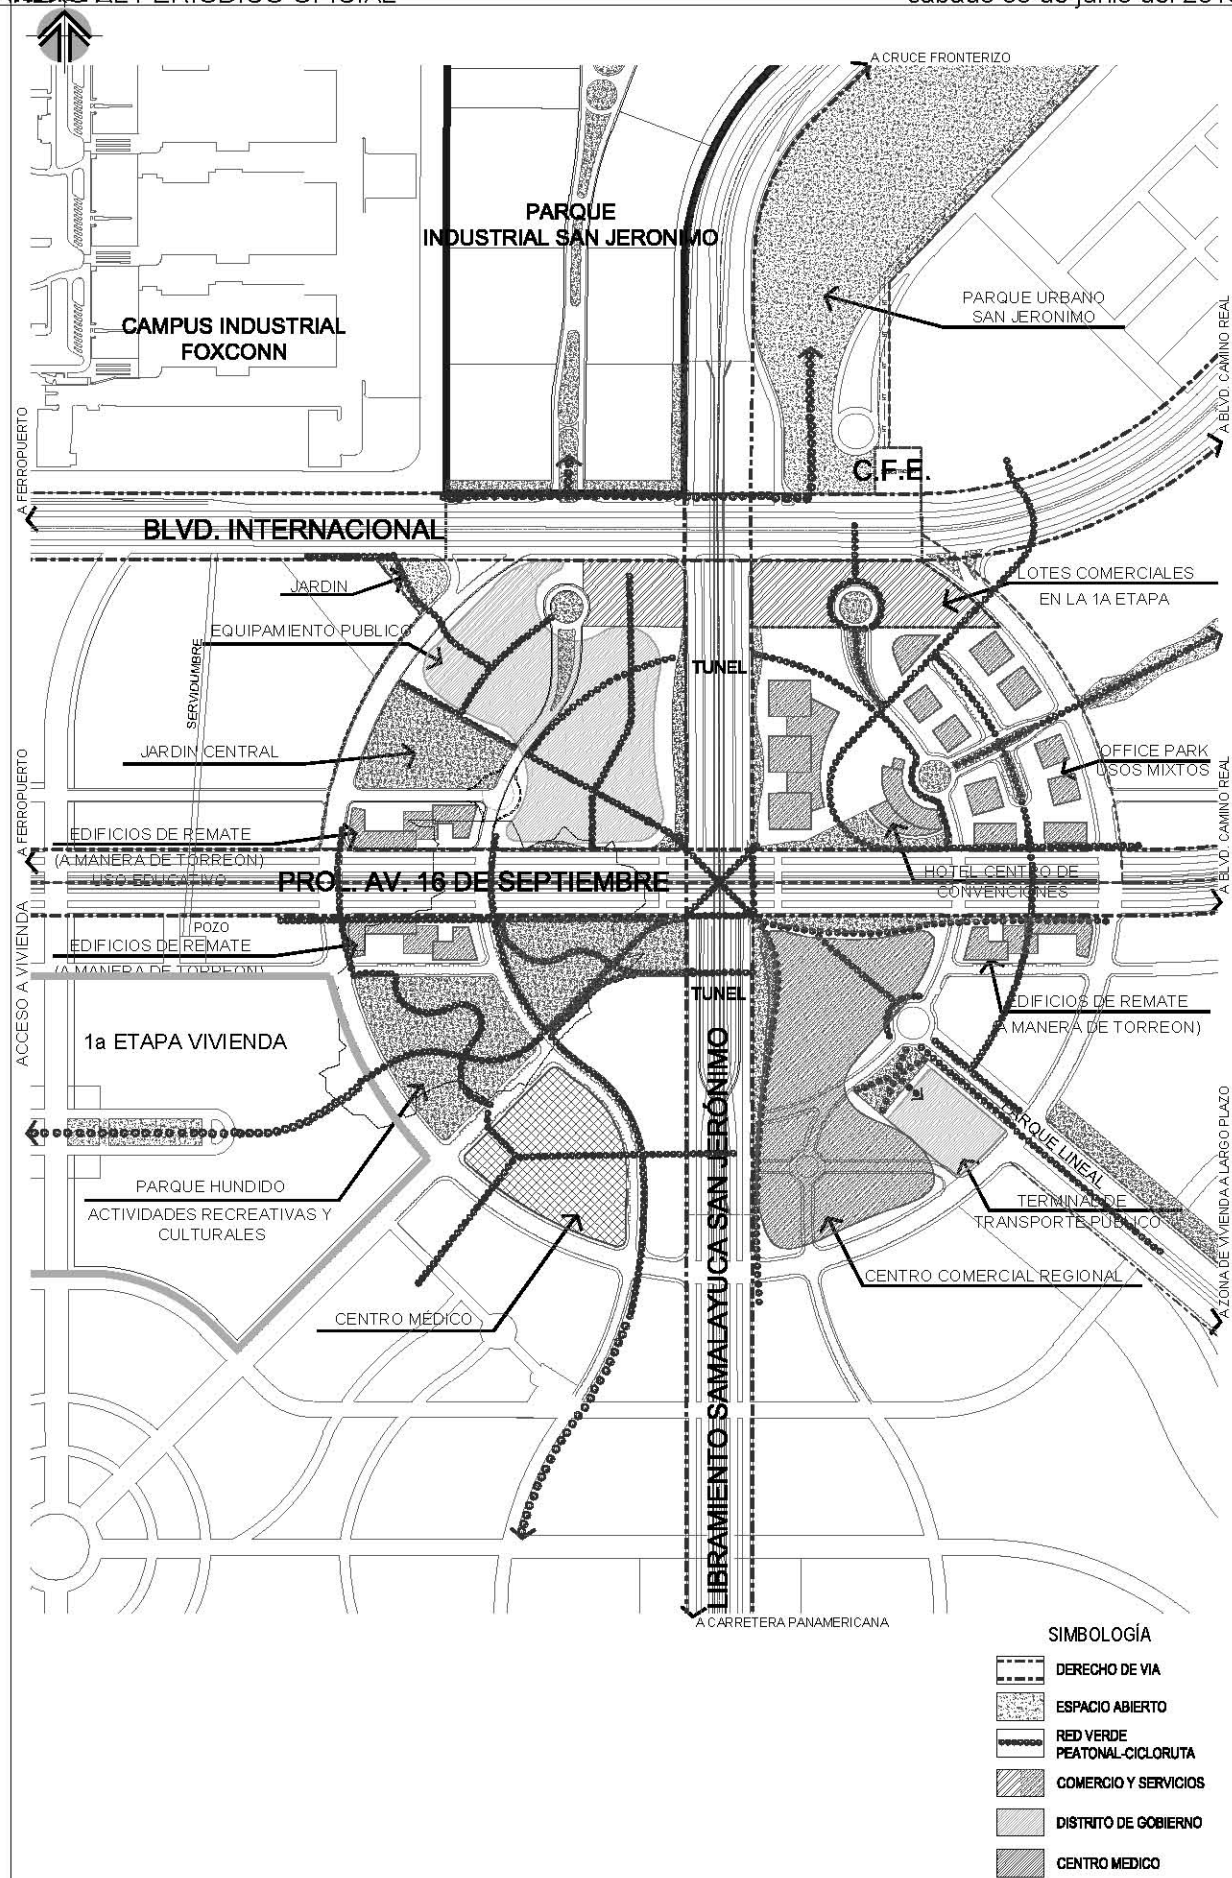 EL PERIODICO OFICIAL
A CRUCE FRONTERIZO
PARQUE
INDUSTRIAL SAN JERONIMO
PARQUE URBANO
SAN JERONIMO
CAMPUS INDUSTRIAL
FOXCONN
A BLVD. CAMINO REAL
A FERROPUERTO
C.F.E.
BLVD. INTERNACIONAL
JARDIN
LOTES COMERCIALES
EN LA 1A ETAPA
EQUIPAMIENTO PUBLICO
SERVIDUMBRE
TUNEL
JARDIN CENTRAL
OFFICE PARK
USOS MIXTOS
A FERROPUERTO
A BLVD. CAMINO REAL
EDIFICIOS DE REMATE
(A MANERA DE TORREON)
USO EDUCATIVO
PROL. AV. 16 DE SEPTIEMBRE
HOTEL CENTRO DE
CONVENCIONES
POZO
EDIFICIOS DE REMATE
(A MANERA DE TORREON)
ACCESO A VIVIENDA
TUNEL
EDIFICIOS DE REMATE
(A MANERA DE TORREON)
1a ETAPA VIVIENDA
LIBRAMIENTO SAMALAYUCA SAN JERÓNIMO
PARQUE LINEAL
A ZONA DE VIVIENDA A LARGO PLAZO
PARQUE HUNDIDO
ACTIVIDADES RECREATIVAS Y
CULTURALES
TERMINAL DE
TRANSPORTE PUBLICO
CENTRO COMERCIAL REGIONAL
CENTRO MÉDICO
A CARRETERA PANAMERICANA
SIMBOLOGÍA
DERECHO DE VIA
ESPACIO ABIERTO
RED VERDE
PEATONAL-CICLORUTA
COMERCIO Y SERVICIOS
DISTRITO DE GOBIERNO
CENTRO MEDICO